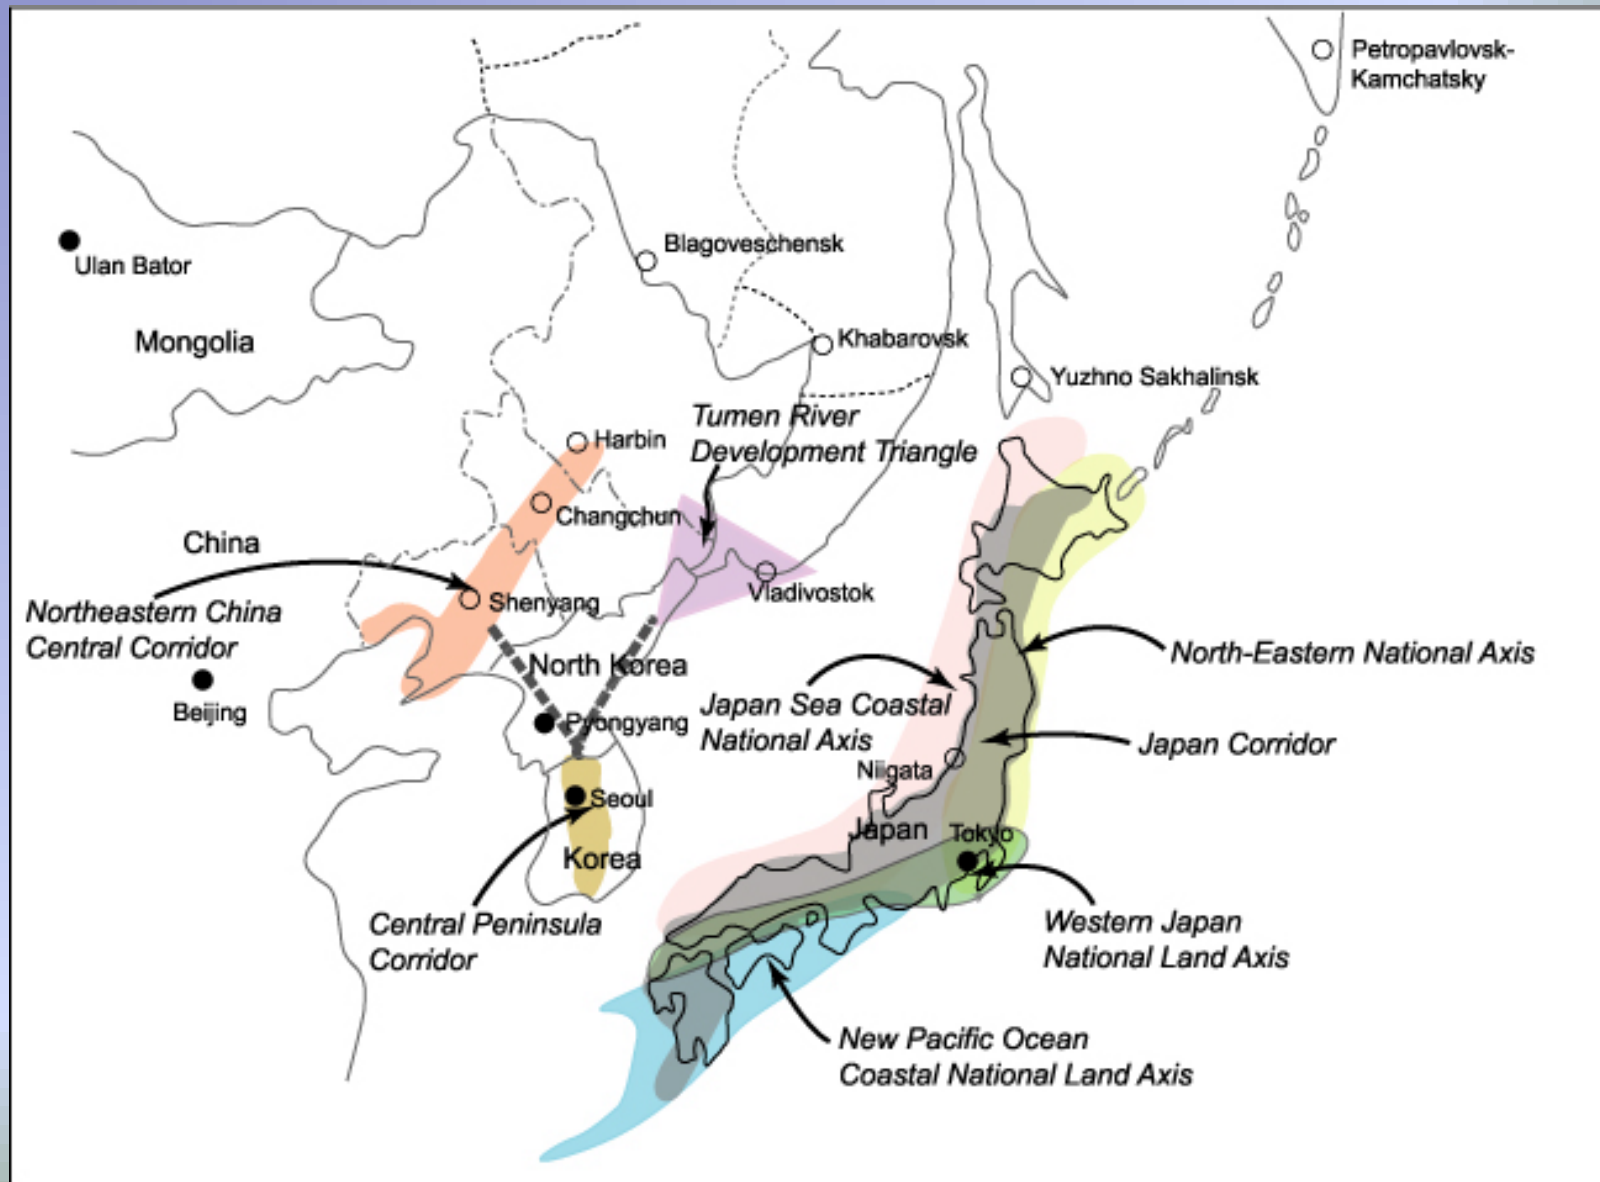 Petropavlovsk-
Kamchatsky
Blagoveschensk
Ulan Bator
Mongolia
Khabarovsk
Yuzhno Sakhalinsk
Tumen River
Development Triangle
Harbin
Changchun
China
Northeastern China
Central Corridor
Shenyang
Vladivostok
Beijing
North Korea
Pyongyang
North-Eastern National Axis
Japan Sea Coastal
National Axis
Japan Corridor
Niigata
Seoul
Japan
Tokyo
Korea
Central Peninsula
Corridor
Western Japan
National Land Axis
New Pacific Ocean
Coastal National Land Axis